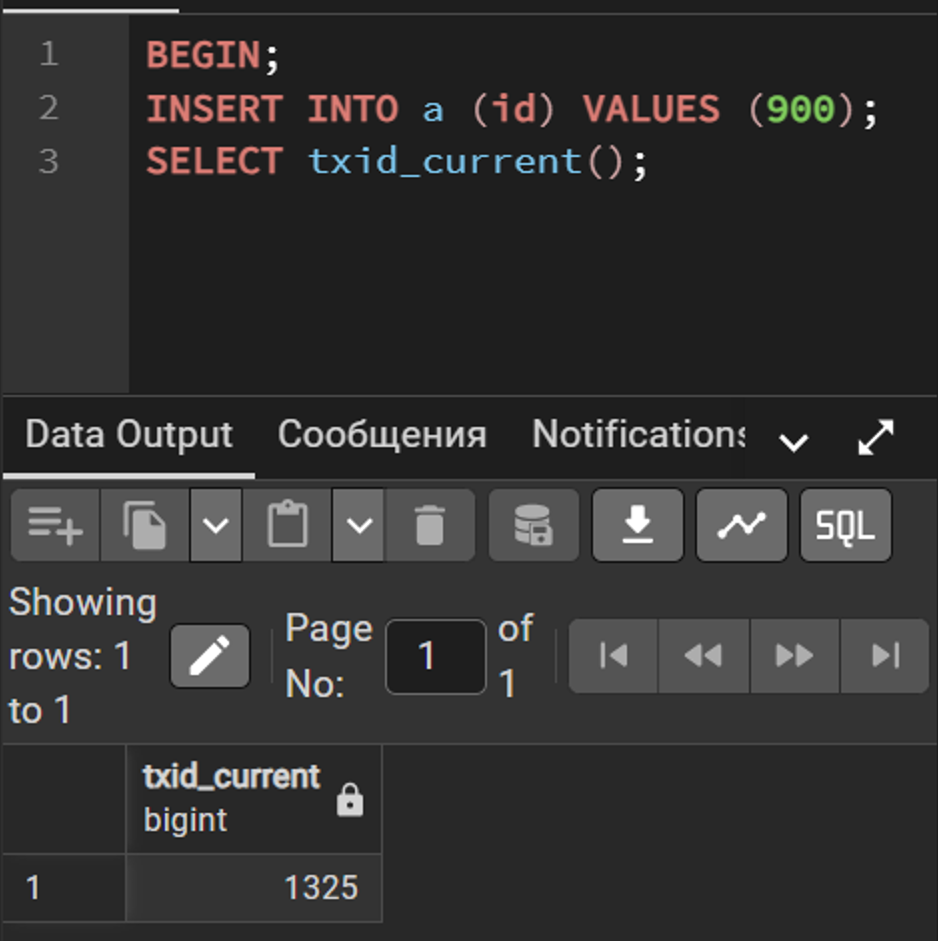 1 BEGIN;
2 INSERT INTO a (id) VALUES (900);
3 SELECT txid_current();
Data Output Сообщения Notifications
SQL
Showing
rows: 1
to 1
Page
No:
1
of
1
txid_current
bigint
1 1325